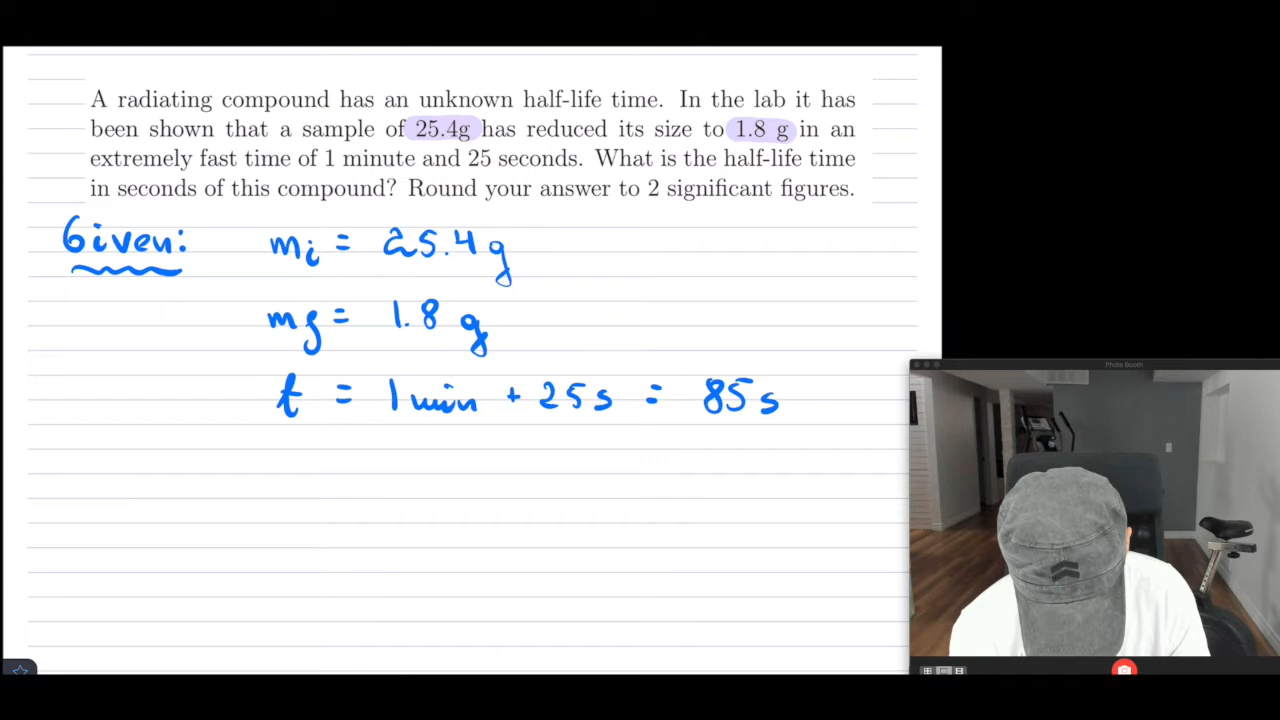 A radiating compound has an unknown half-life time. In the lab it has
been shown that a sample of 25.4g has reduced its size to 1.8 g in an
extremely fast time of 1 minute and 25 seconds. What is the half-life time
in seconds of this compound? Round your answer to 2 significant figures.
Given: mi = 25.4 g
mf = 1.8 g
t = 1 min + 25 s = 85 s
Photo Booth